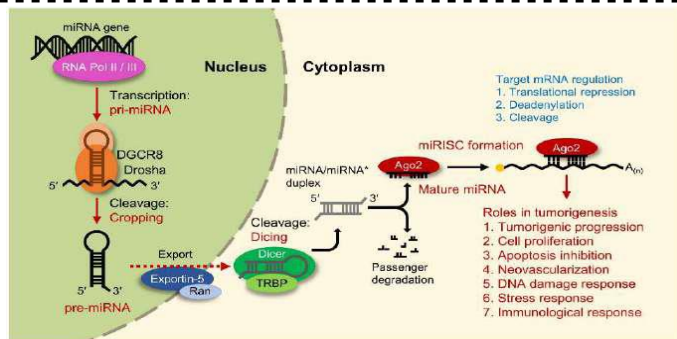 miRNA gene
RNA Pol II / III
Nucleus
Cytoplasm
Transcription:
pri-miRNA
DGCR8
Drosha
5' 3'
Cleavage:
Cropping
5' 3'
pre-miRNA
Export
Exportin-5
Ran
Cleavage:
Dicing
Dicer
TRBP
miRNA/miRNA*
duplex
5' 3'
Ago2
Mature miRNA
Passenger
degradation
miRISC formation
Target mRNA regulation
1. Translational repression
2. Deadenylation
3. Cleavage
Ago2
A(n)
Roles in tumorigenesis
1. Tumorigenic progression
2. Cell proliferation
3. Apoptosis inhibition
4. Neovascularization
5. DNA damage response
6. Stress response
7. Immunological response